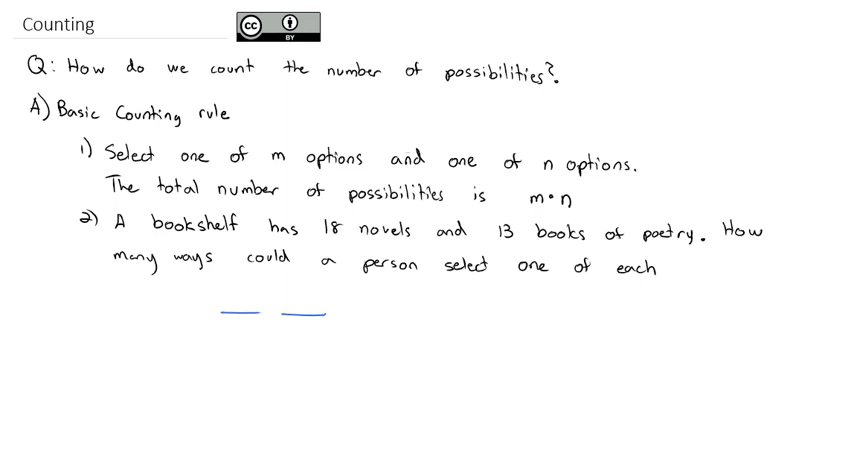 Counting
cc BY
Q: How do we count the number of possibilities?
A) Basic Counting rule
1) Select one of m options and one of n options.
The total number of possibilities is m·n
2) A bookshelf has 18 novels and 13 books of poetry. How
many ways could a person select one of each